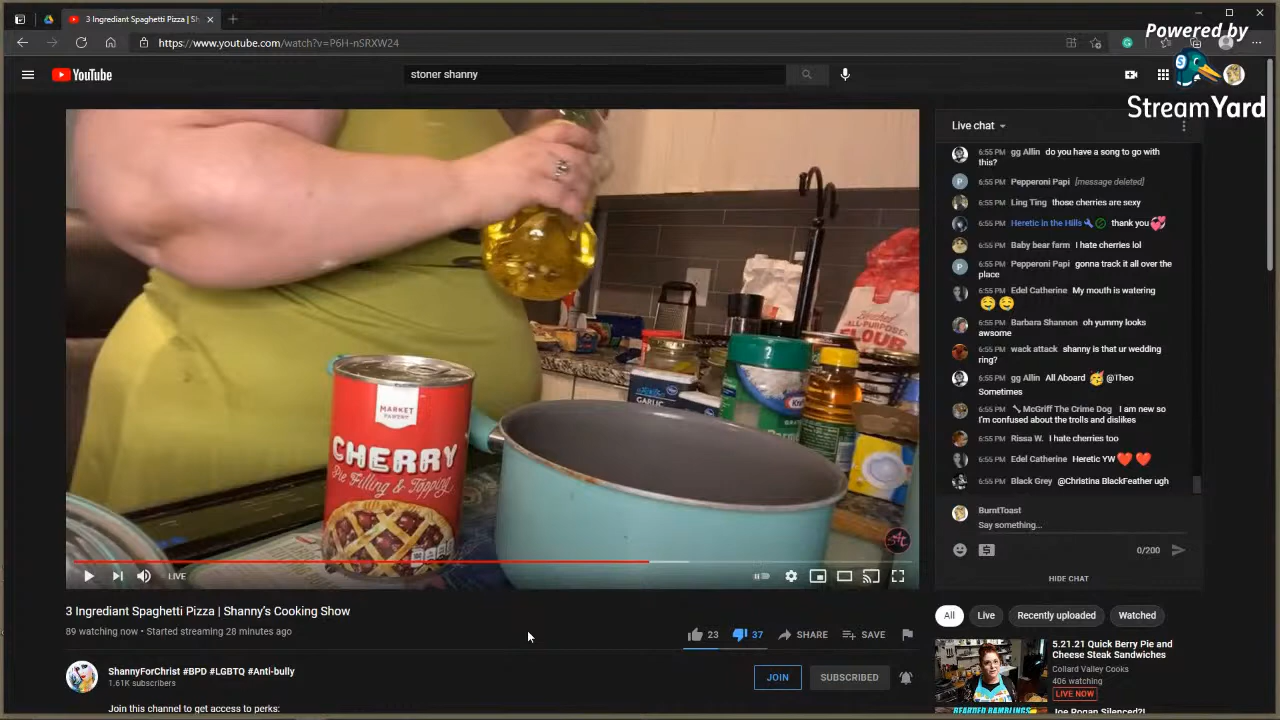 3 Ingrediant Spaghetti Pizza | Sh
https://www.youtube.com/watch?v=P6H-nSRXW24
Powered by
StreamYard
YouTube
stoner shanny
Live chat
6:55 PM gg Allin do you have a song to go with
this?
6:55 PM Pepperoni Papi [message deleted]
6:55 PM Ling Ting those cherries are sexy
6:55 PM Heretic in the Hills thank you
6:55 PM Baby bear farm I hate cherries lol
6:55 PM Pepperoni Papi gonna track it all over the
place
6:55 PM Edel Catherine My mouth is watering
6:55 PM Barbara Shannon oh yummy looks
awsome
6:55 PM wack attack shanny is that ur wedding
ring?
6:55 PM gg Allin All Aboard @Theo
Sometimes
6:55 PM McGriff The Crime Dog I am new so
I'm confused about the trolls and dislikes
6:55 PM Rissa W. I hate cherries too
6:55 PM Edel Catherine Heretic YW
6:55 PM Black Grey @Christina BlackFeather ugh
BurntToast
Say something...
0/200
HIDE CHAT
ALL-PURPOSE
FLOUR
GARLIC
MARKET
PANTRY
CHERRY
Pie Filling & Topping
LIVE
3 Ingrediant Spaghetti Pizza | Shanny's Cooking Show
89 watching now • Started streaming 28 minutes ago
23
37
SHARE
SAVE
ShannyForChrist #BPD #LGBTQ #Anti-bully
1.61K subscribers
JOIN
SUBSCRIBED
Join this channel to get access to perks:
All
Live
Recently uploaded
Watched
5.21.21 Quick Berry Pie and
Cheese Steak Sandwiches
Collard Valley Cooks
406 watching
LIVE NOW
BEARDED RAMBLINGS
Joe Rogan Silenced?!